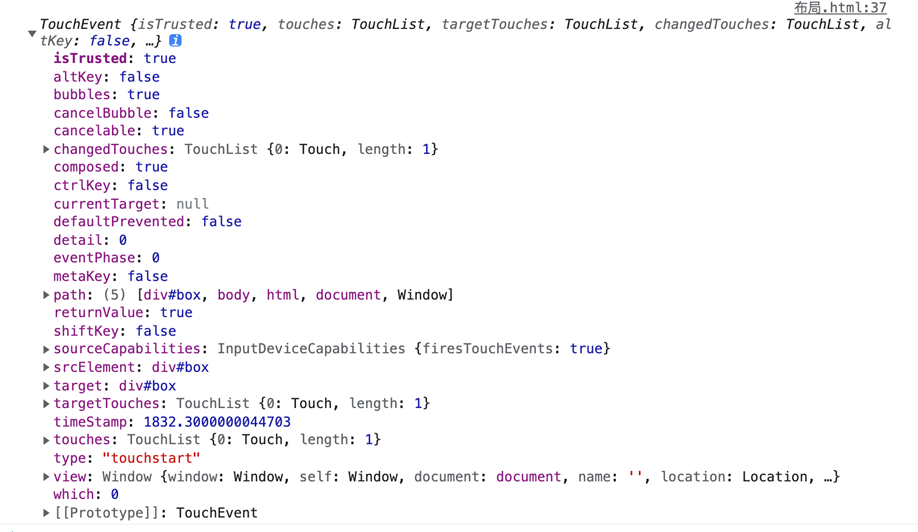 布局.html:37
TouchEvent {isTrusted: true, touches: TouchList, targetTouches: TouchList, changedTouches: TouchList, al
tKey: false, …} i
isTrusted: true
altKey: false
bubbles: true
cancelBubble: false
cancelable: true
changedTouches: TouchList {0: Touch, length: 1}
composed: true
ctrlKey: false
currentTarget: null
defaultPrevented: false
detail: 0
eventPhase: 0
metaKey: false
path: (5) [div#box, body, html, document, Window]
returnValue: true
shiftKey: false
sourceCapabilities: InputDeviceCapabilities {firesTouchEvents: true}
srcElement: div#box
target: div#box
targetTouches: TouchList {0: Touch, length: 1}
timeStamp: 1832.3000000044703
touches: TouchList {0: Touch, length: 1}
type: "touchstart"
view: Window {window: Window, self: Window, document: document, name: '', location: Location, …}
which: 0
[[Prototype]]: TouchEvent